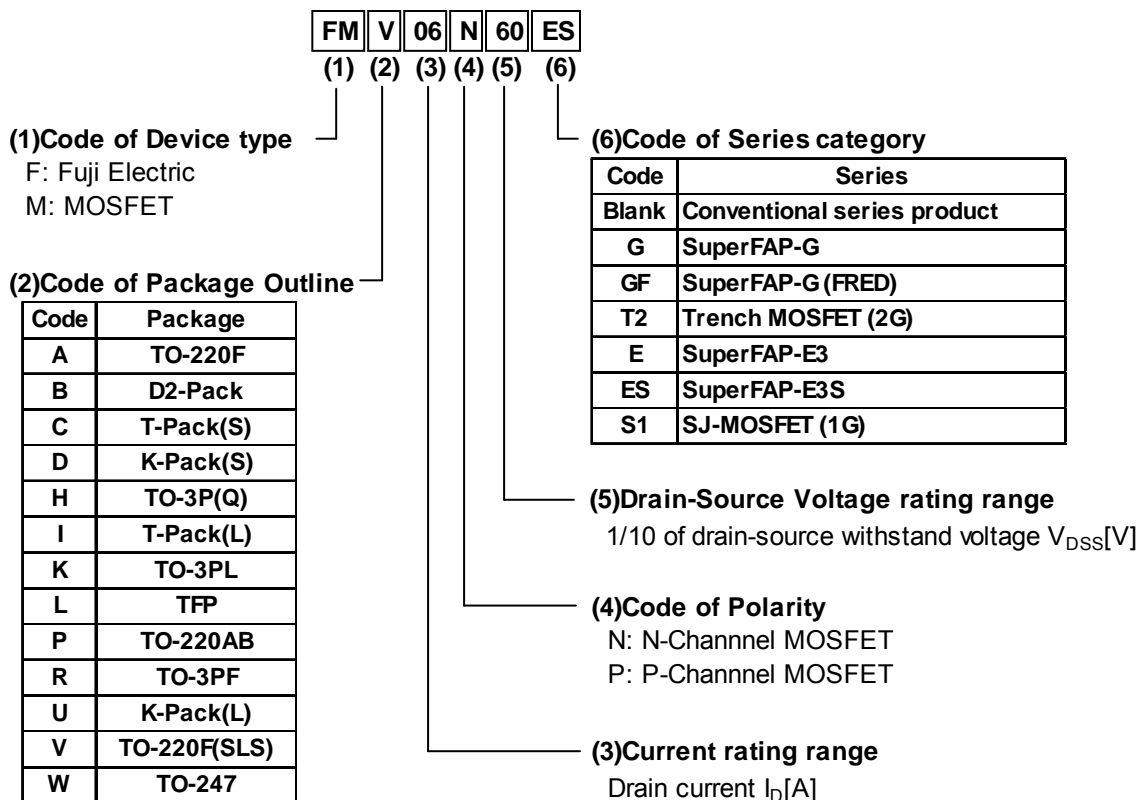 FM V 06 N 60 ES
(1) (2) (3) (4) (5) (6)
(1)Code of Device type
F: Fuji Electric
M: MOSFET
(2)Code of Package Outline
Code Package
A TO-220F
B D2-Pack
C T-Pack(S)
D K-Pack(S)
H TO-3P(Q)
I T-Pack(L)
K TO-3PL
L TFP
P TO-220AB
R TO-3PF
U K-Pack(L)
V TO-220F(SLS)
W TO-247
(6)Code of Series category
Code Series
Blank Conventional series product
G SuperFAP-G
GF SuperFAP-G (FRED)
T2 Trench MOSFET (2G)
E SuperFAP-E3
ES SuperFAP-E3S
S1 SJ-MOSFET (1G)
(5)Drain-Source Voltage rating range
1/10 of drain-source withstand voltage VDSS[V]
(4)Code of Polarity
N: N-Channnel MOSFET
P: P-Channnel MOSFET
(3)Current rating range
Drain current ID[A]